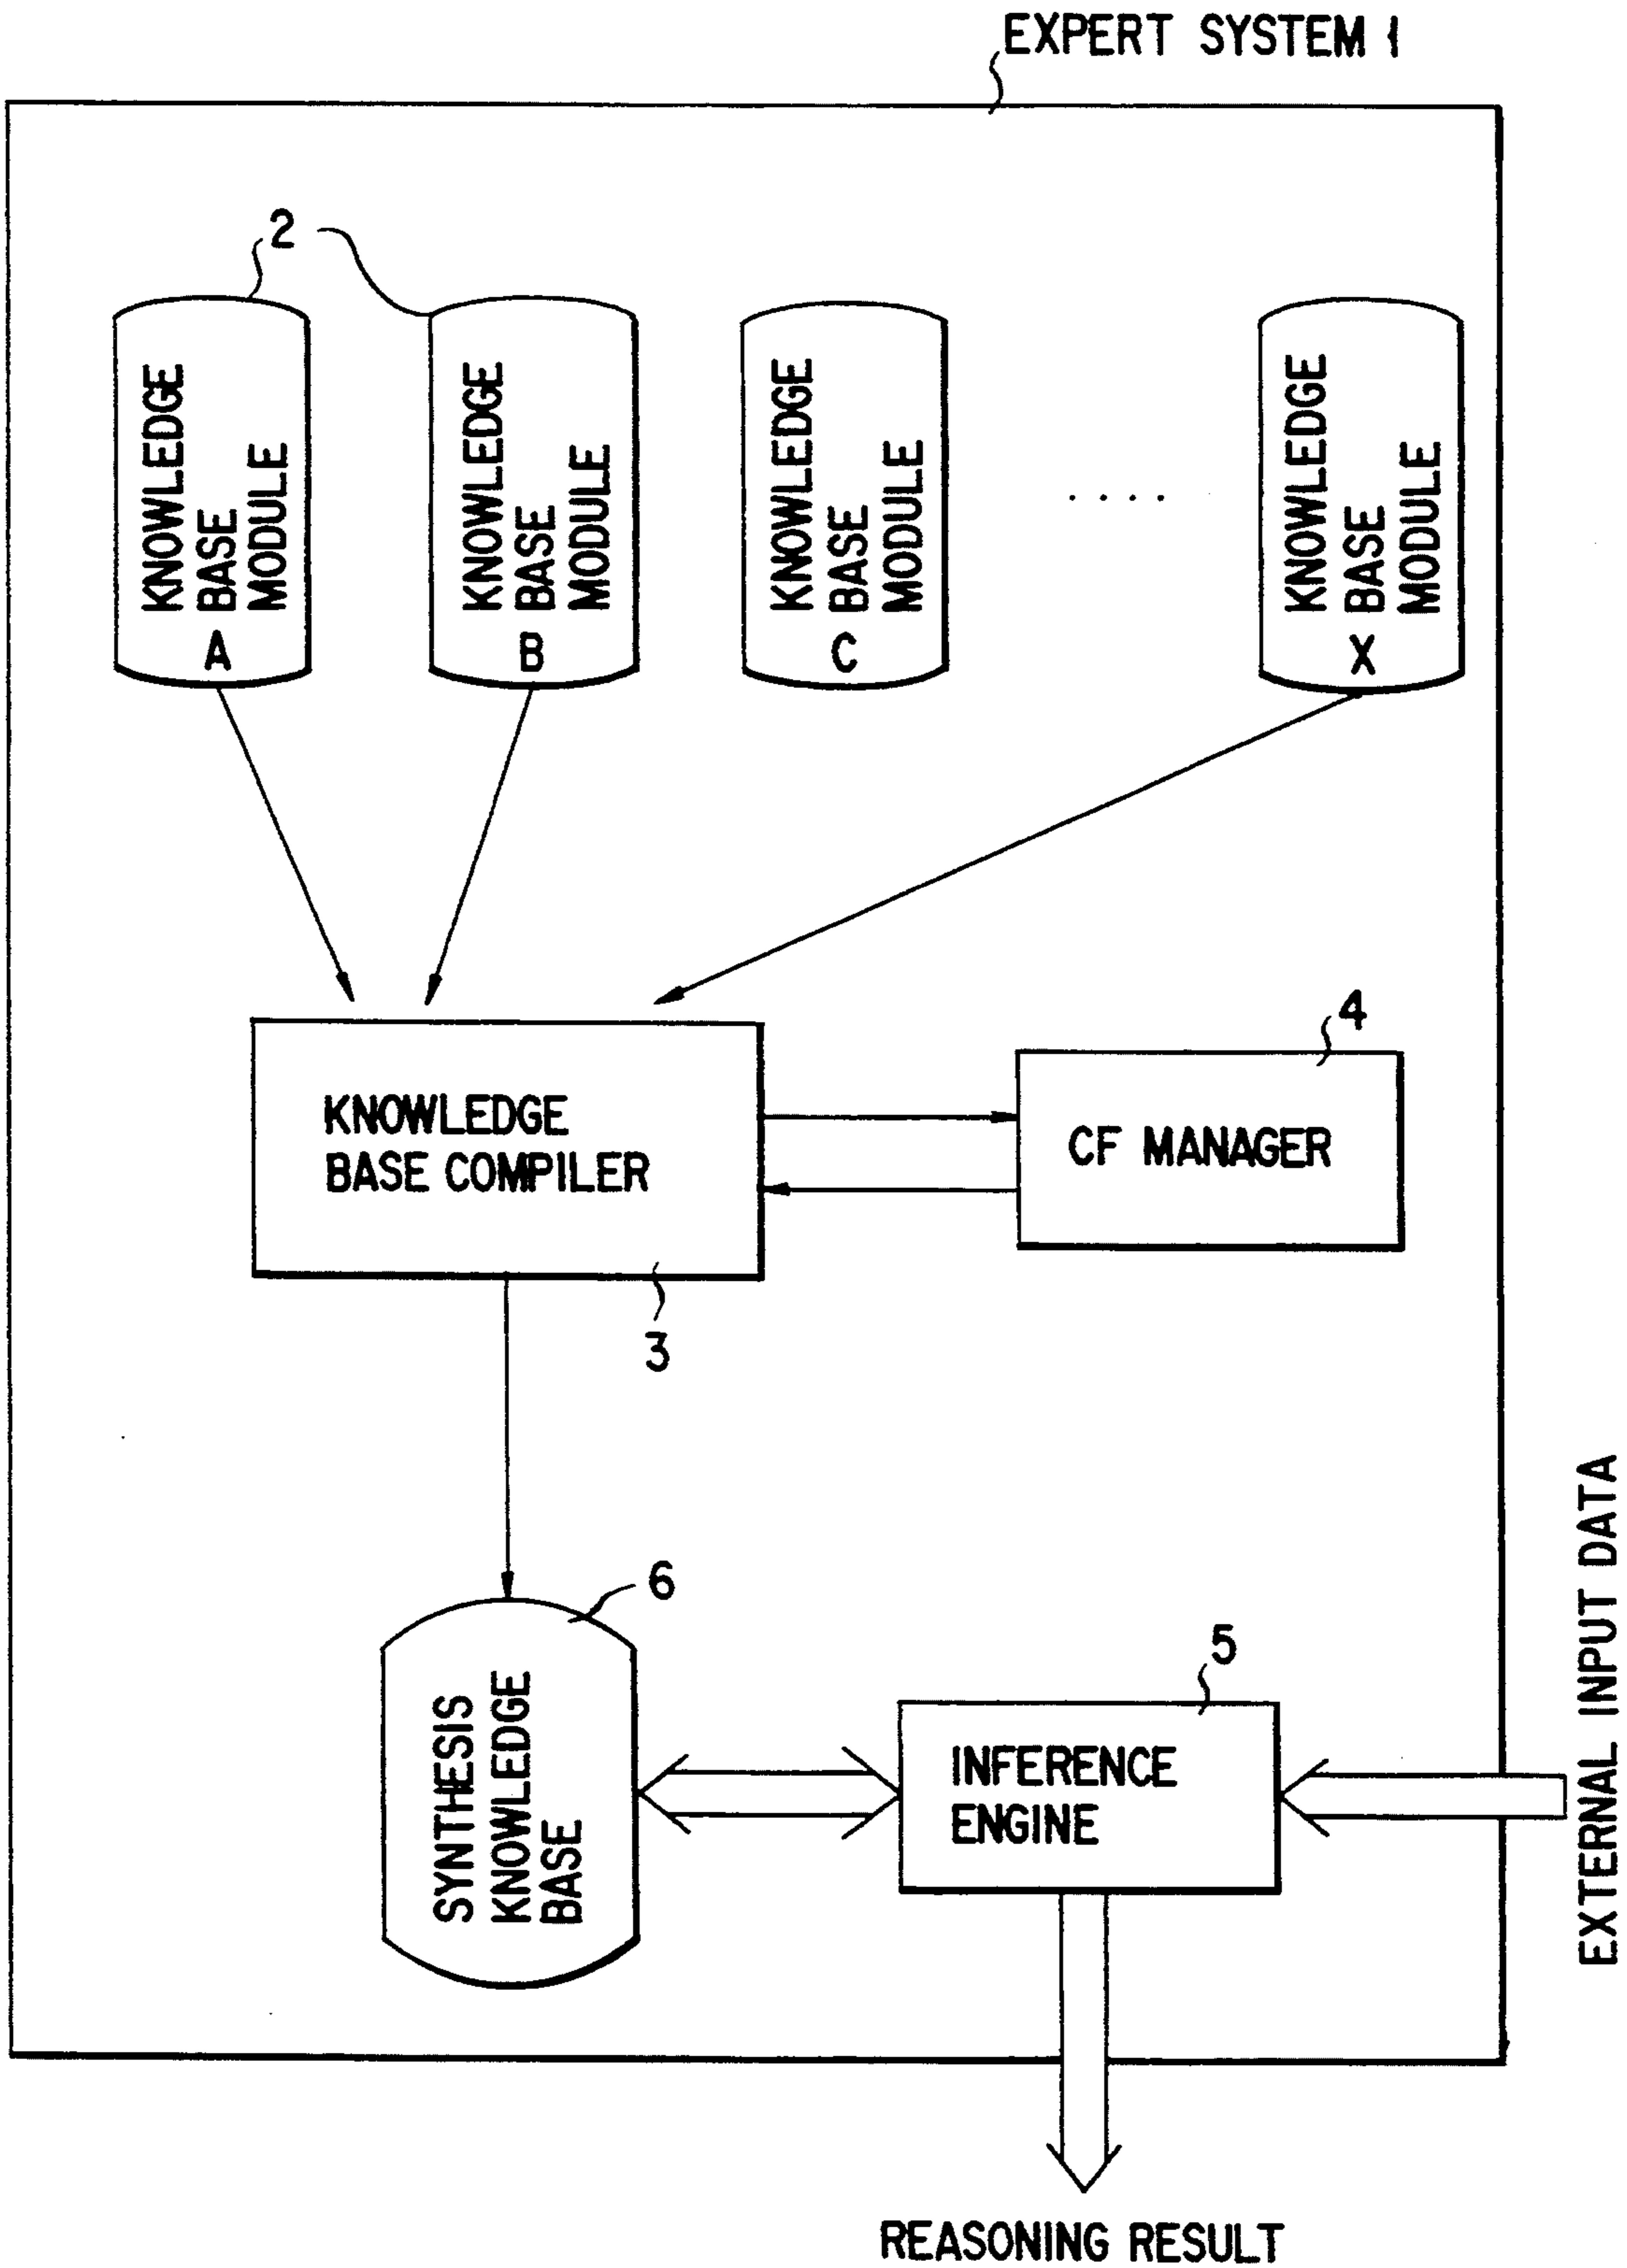 EXPERT SYSTEM 1
2
KNOWLEDGE
BASE
MODULE
A
KNOWLEDGE
BASE
MODULE
B
KNOWLEDGE
BASE
MODULE
C
....
KNOWLEDGE
BASE
MODULE
X
KNOWLEDGE
BASE COMPILER
3
4
CF MANAGER
6
SYNTHESIS
KNOWLEDGE
BASE
5
INFERENCE
ENGINE
EXTERNAL INPUT DATA
REASONING RESULT